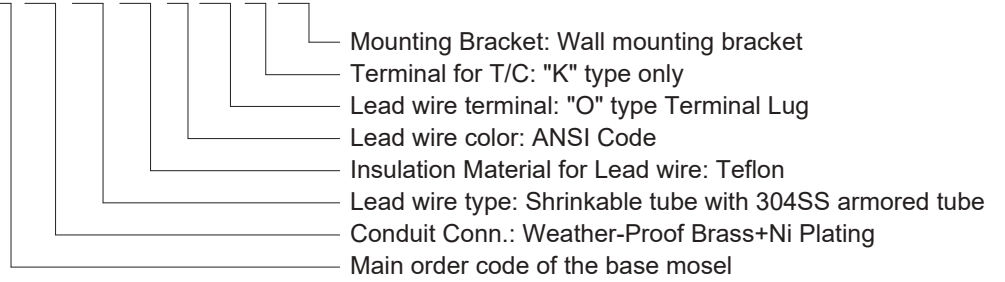 Mounting Bracket: Wall mounting bracket
Terminal for T/C: "K" type only
Lead wire terminal: "O" type Terminal Lug
Lead wire color: ANSI Code
Insulation Material for Lead wire: Teflon
Lead wire type: Shrinkable tube with 304SS armored tube
Conduit Conn.: Weather-Proof Brass+Ni Plating
Main order code of the base mosel